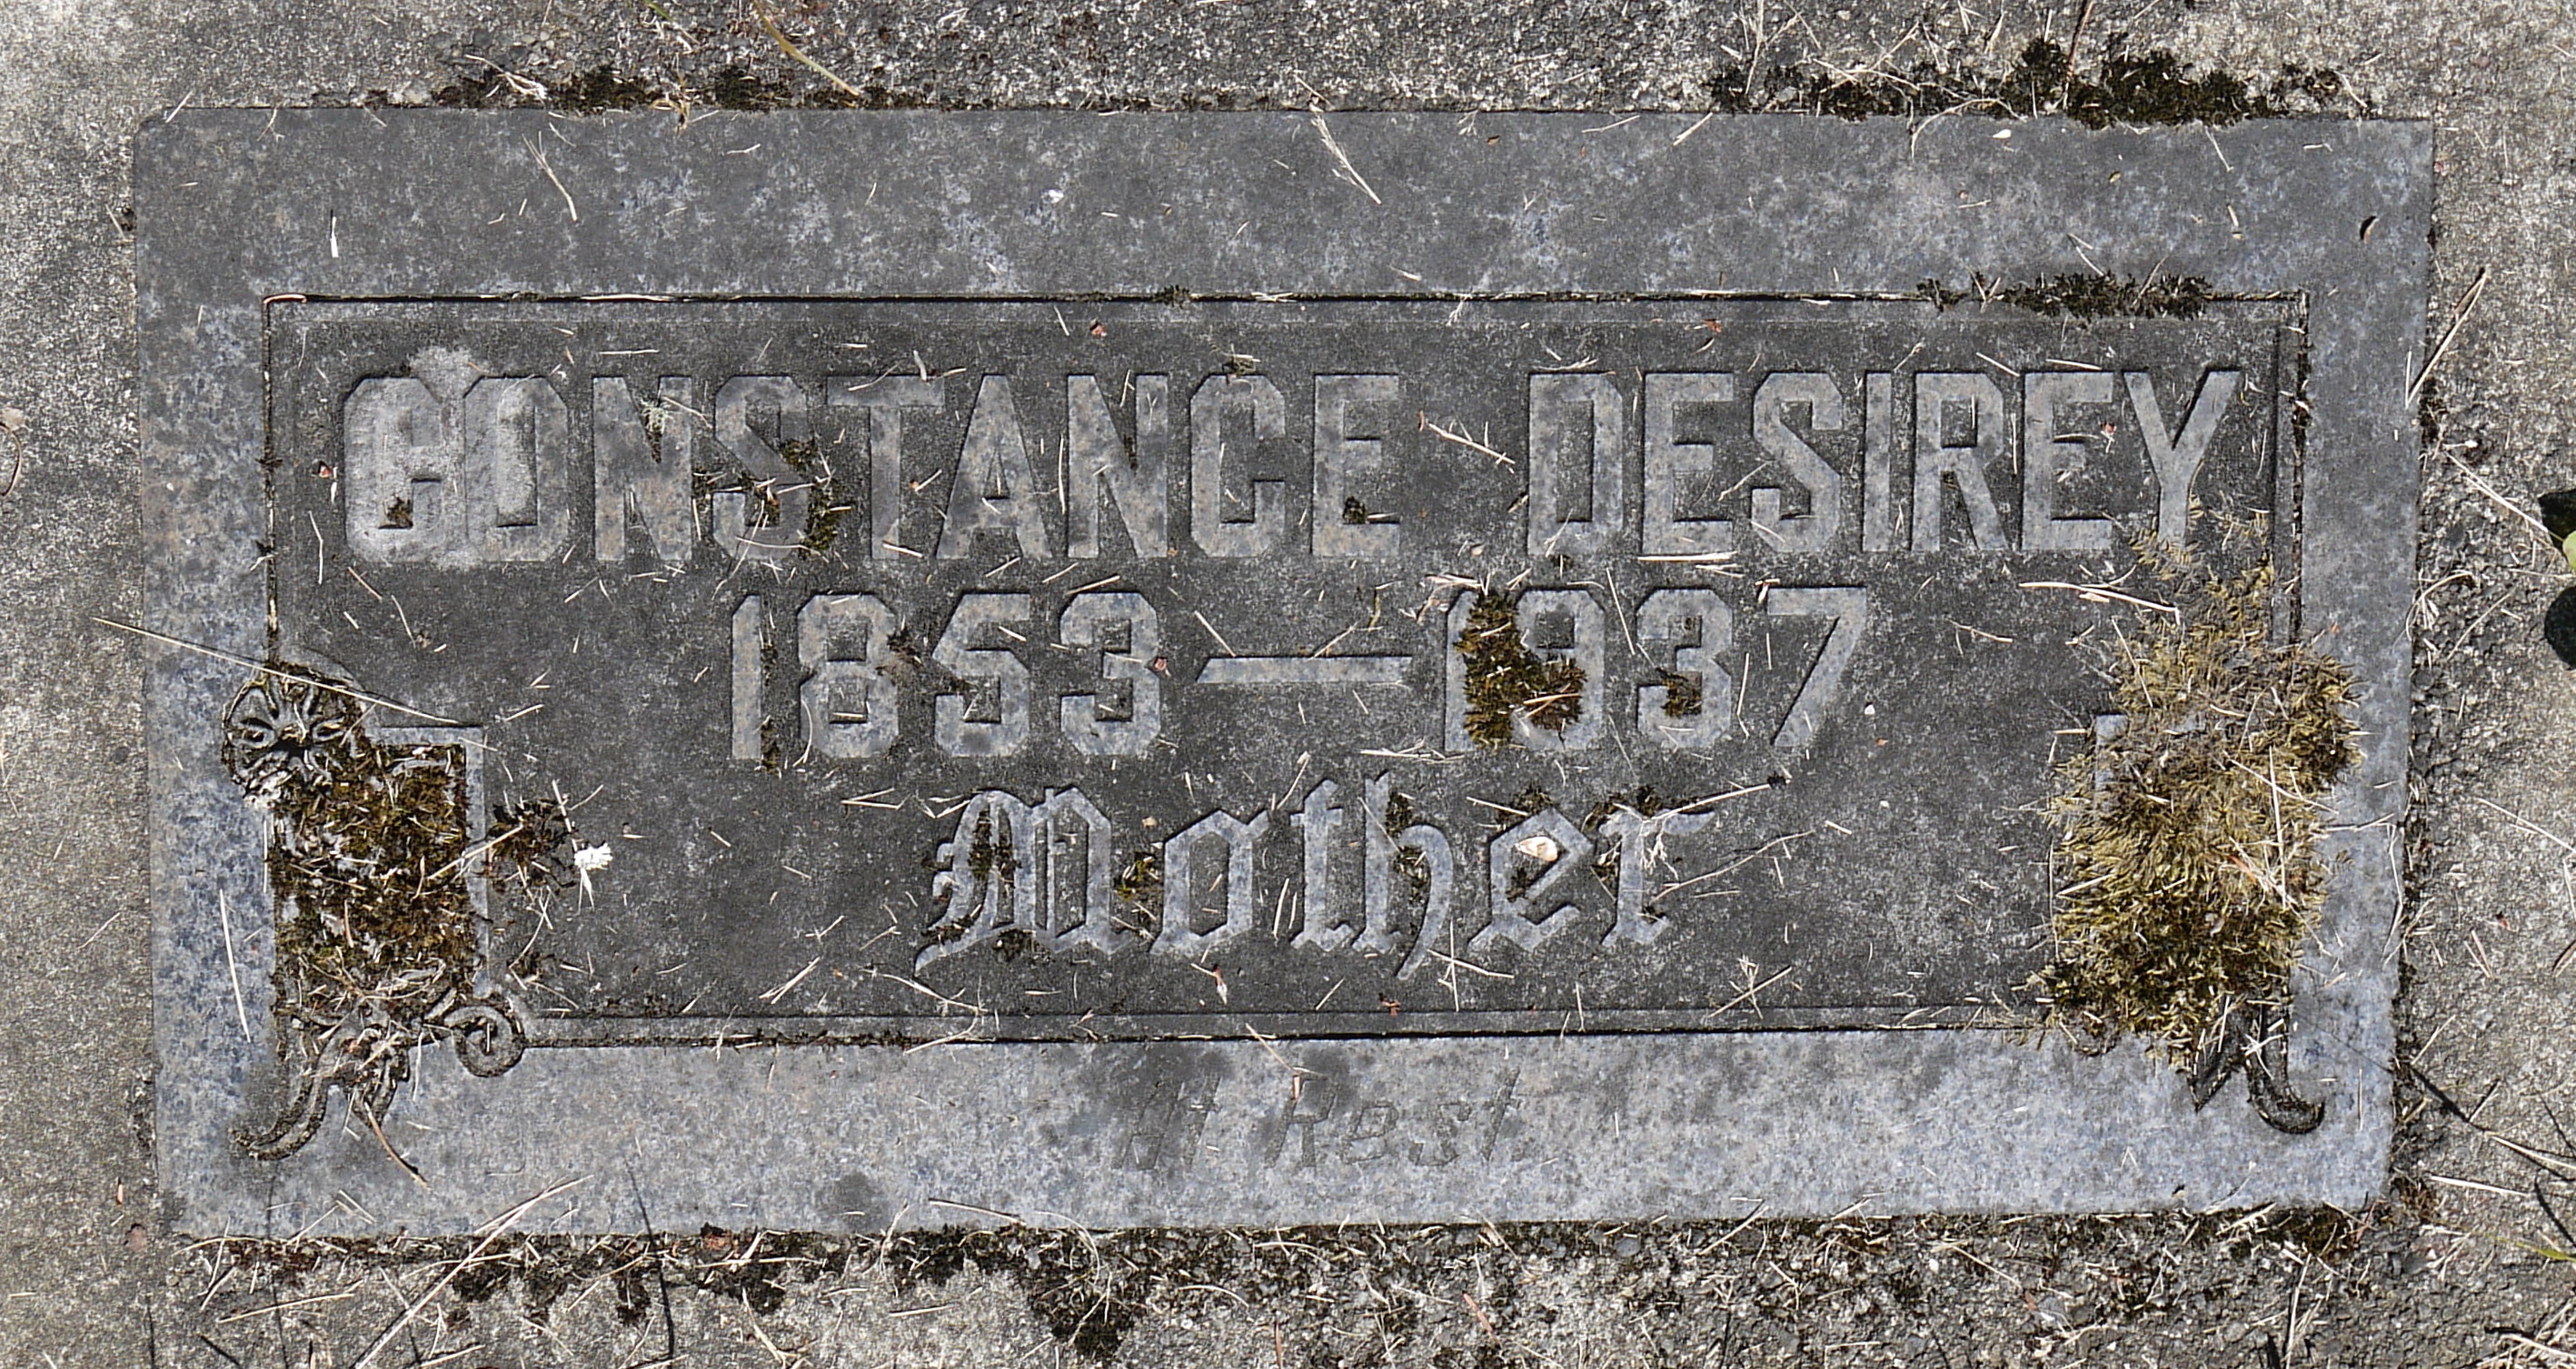 CONSTANCE DESIREY
1853—1937
Mother
At Rest.